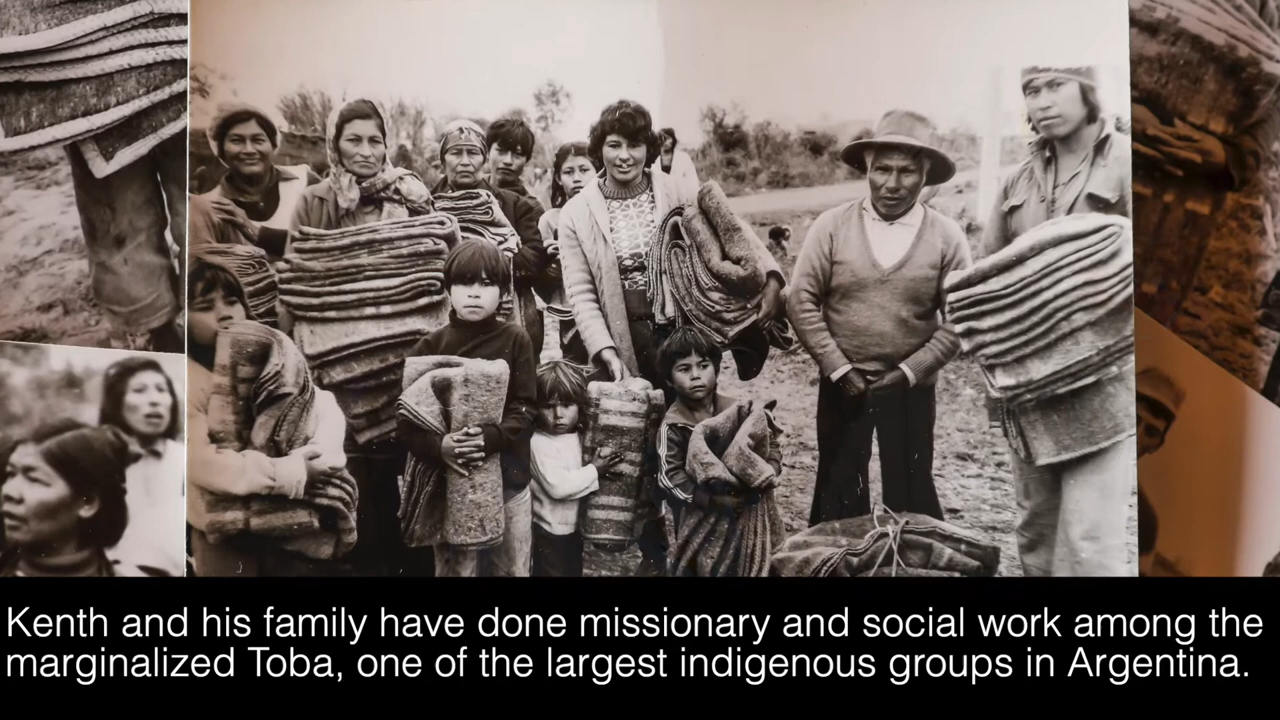 Kenth and his family have done missionary and social work among the
marginalized Toba, one of the largest indigenous groups in Argentina.